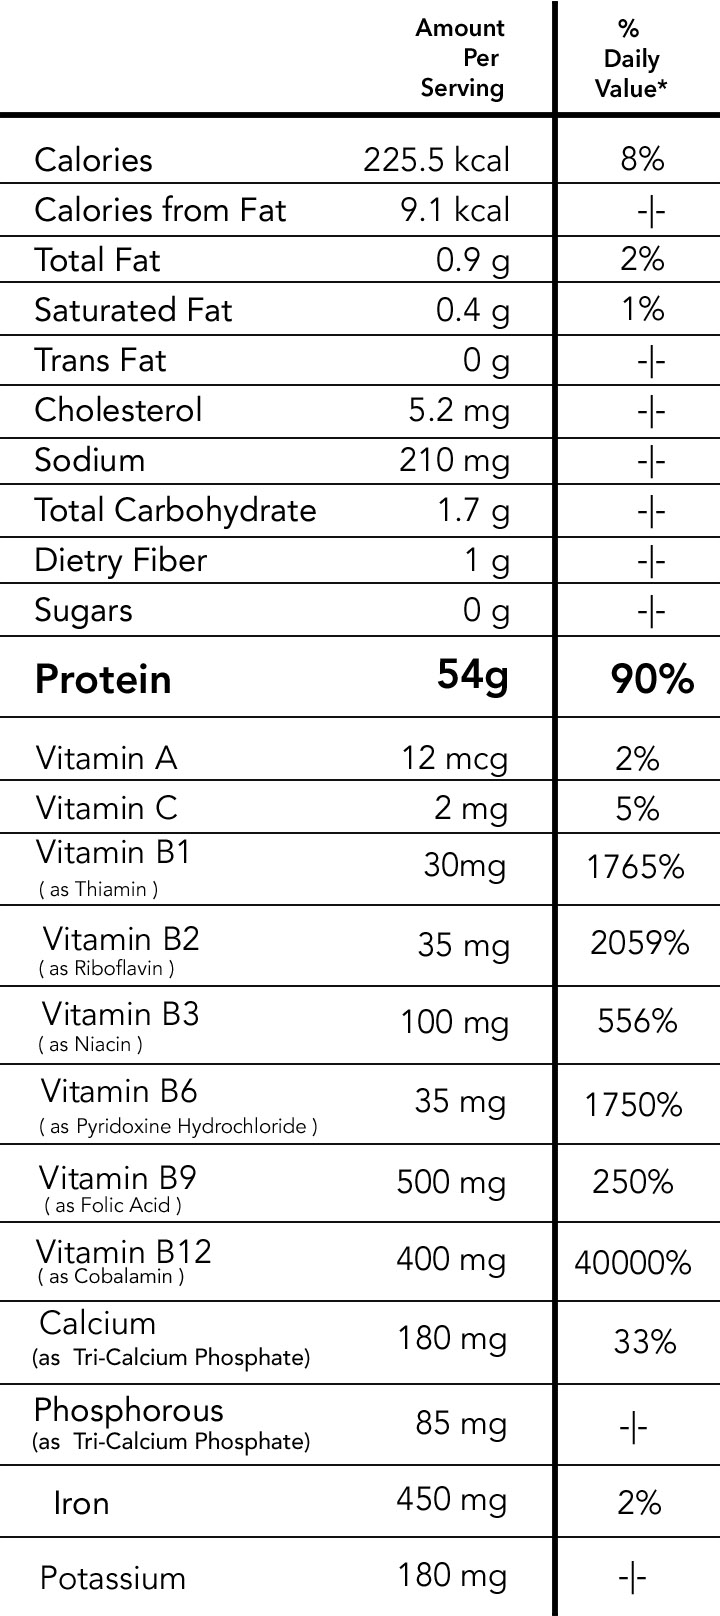 Amount Per Serving % Daily Value*
Calories 225.5 kcal 8%
Calories from Fat 9.1 kcal -|-
Total Fat 0.9 g 2%
Saturated Fat 0.4 g 1%
Trans Fat 0 g -|-
Cholesterol 5.2 mg -|-
Sodium 210 mg -|-
Total Carbohydrate 1.7 g -|-
Dietry Fiber 1 g -|-
Sugars 0 g -|-
Protein 54g 90%
Vitamin A 12 mcg 2%
Vitamin C 2 mg 5%
Vitamin B1 30mg 1765%
( as Thiamin )
Vitamin B2 35 mg 2059%
( as Riboflavin )
Vitamin B3 100 mg 556%
( as Niacin )
Vitamin B6 35 mg 1750%
( as Pyridoxine Hydrochloride )
Vitamin B9 500 mg 250%
( as Folic Acid )
Vitamin B12 400 mg 40000%
( as Cobalamin )
Calcium 180 mg 33%
(as Tri-Calcium Phosphate)
Phosphorous 85 mg -|-
(as Tri-Calcium Phosphate)
Iron 450 mg 2%
Potassium 180 mg -|-